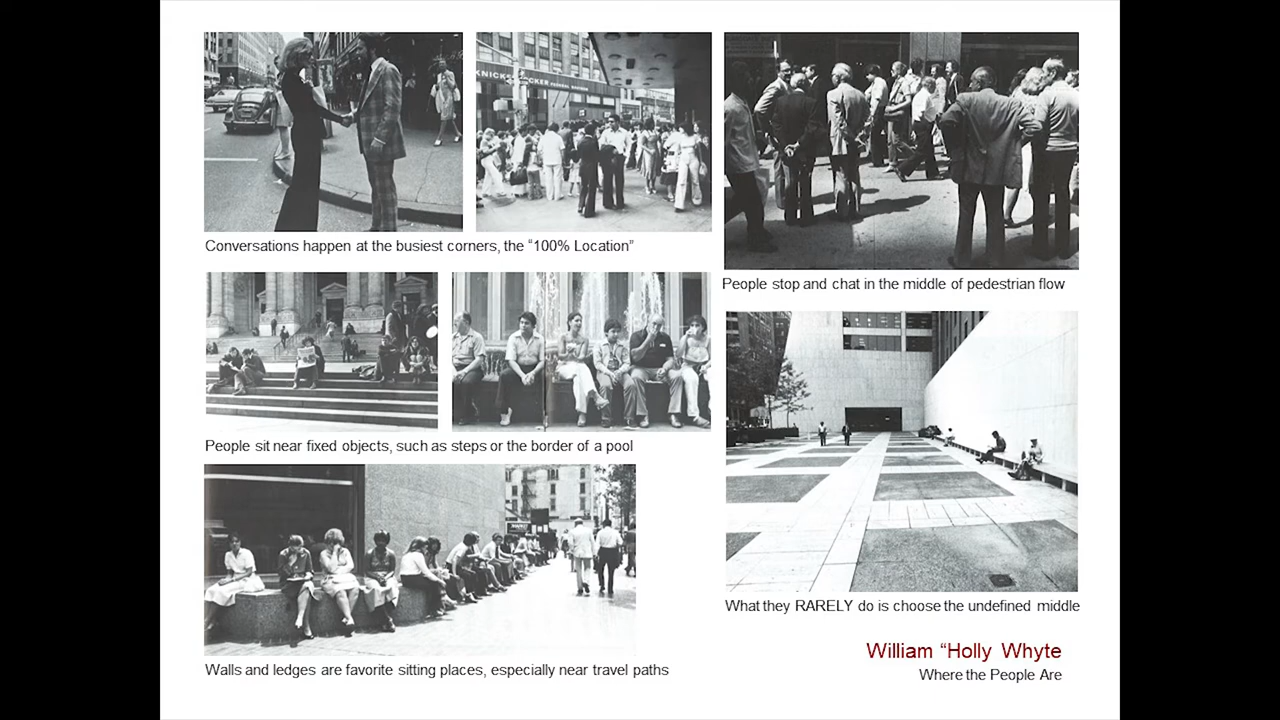 KNICKERBOCKER FEDERAL SAVINGS
Conversations happen at the busiest corners, the “100% Location”
People stop and chat in the middle of pedestrian flow
People sit near fixed objects, such as steps or the border of a pool
What they RARELY do is choose the undefined middle
Walls and ledges are favorite sitting places, especially near travel paths
William “Holly Whyte
Where the People Are